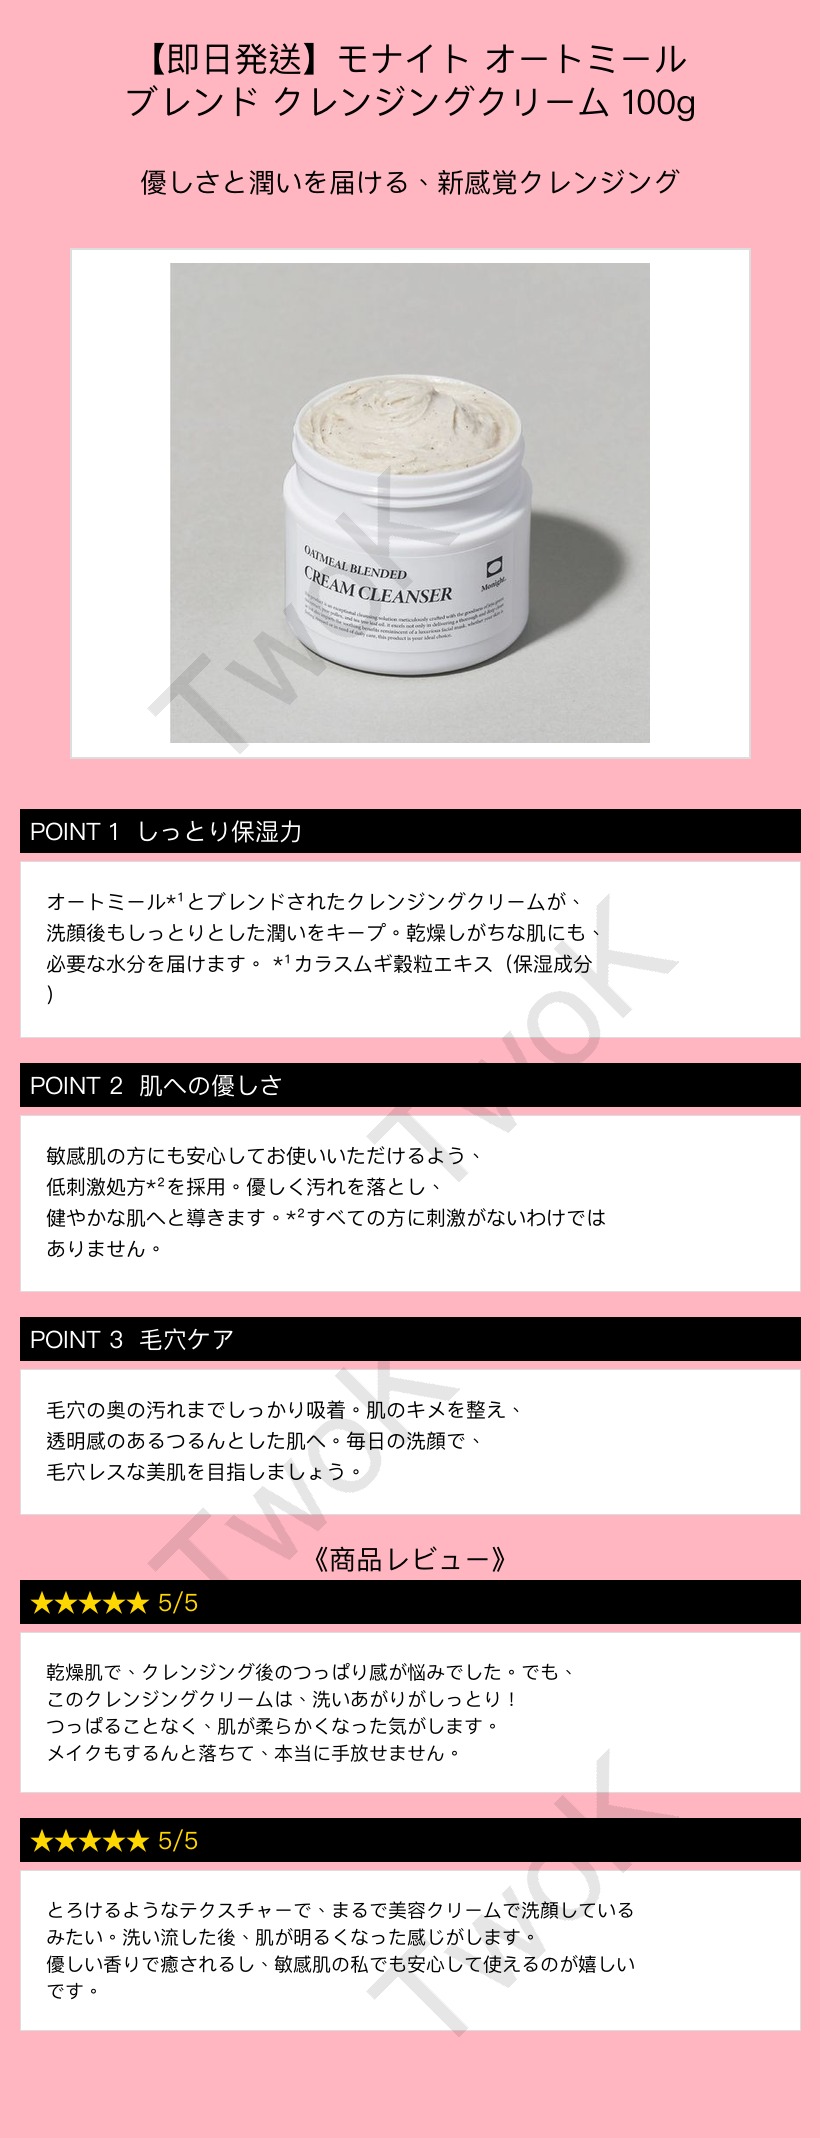 【即日発送】モナイト オートミール
ブレンド クレンジングクリーム 100g
優しさと潤いを届ける、新感覚クレンジング
OATMEAL BLENDED
CREAM CLEANSER
Monight.
TwoK
POINT 1 しっとり保湿力
オートミール*¹とブレンドされたクレンジングクリームが、
洗顔後もしっとりとした潤いをキープ。乾燥しがちな肌にも、
必要な水分を届けます。 *¹カラスムギ穀粒エキス（保湿成分
）
TwoK
POINT 2 肌への優しさ
敏感肌の方にも安心してお使いいただけるよう、
低刺激処方*²を採用。優しく汚れを落とし、
健やかな肌へと導きます。*²すべての方に刺激がないわけでは
ありません。
POINT 3 毛穴ケア
毛穴の奥の汚れまでしっかり吸着。肌のキメを整え、
透明感のあるつるんとした肌へ。毎日の洗顔で、
毛穴レスな美肌を目指しましょう。
TwoK
《商品レビュー》
★★★★★ 5/5
乾燥肌で、クレンジング後のつっぱり感が悩みでした。でも、
このクレンジングクリームは、洗いあがりがしっとり！
つっぱることなく、肌が柔らかくなった気がします。
メイクもするんと落ちて、本当に手放せません。
★★★★★ 5/5
とろけるようなテクスチャーで、まるで美容クリームで洗顔している
みたい。洗い流した後、肌が明るくなった感じがします。
優しい香りで癒されるし、敏感肌の私でも安心して使えるのが嬉しい
です。
TwoK